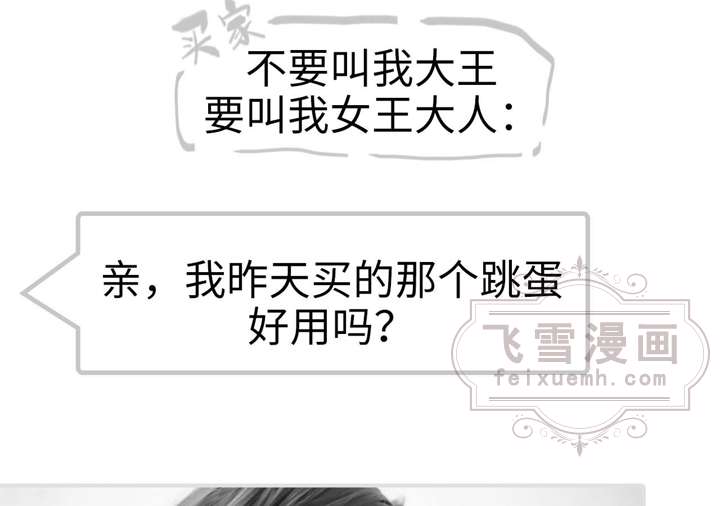 买家
不要叫我大王
要叫我女王大人：
亲，我昨天买的那个跳蛋
好用吗？
飞雪漫画
feixuemh.com